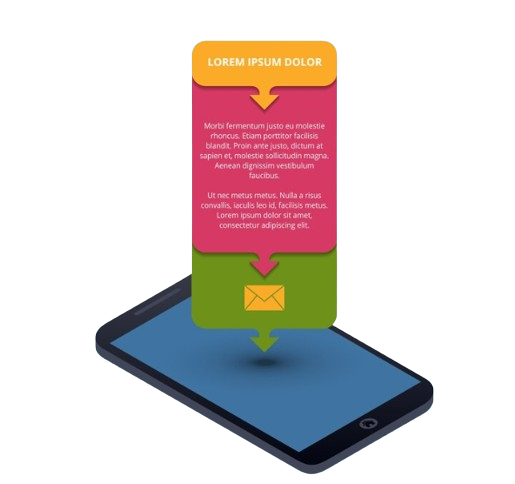 LOREM IPSUM DOLOR
Morbi fermentum justo eu molestie
rhoncus. Etiam porttitor facilisis
blandit. Proin ante justo, dictum at
sapien et, molestie sollicitudin magna.
Aenean dignissim vestibulum
faucibus.
Ut nec metus metus. Nulla a risus
convallis, iaculis leo id, facilisis metus.
Lorem ipsum dolor sit amet,
consectetur adipiscing elit.